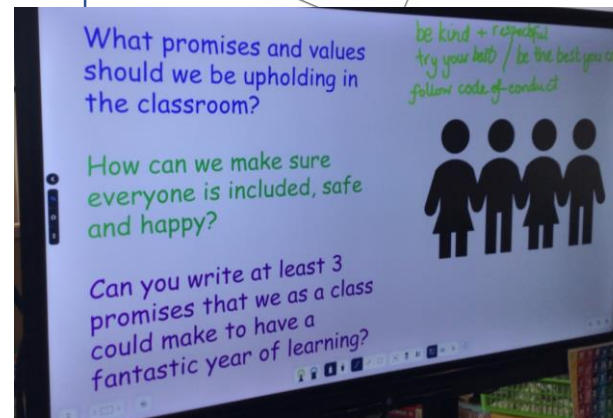 What promises and values
should we be upholding in
the classroom?
How can we make sure
everyone is included, safe
and happy?
Can you write at least 3
promises that we as a class
could make to have a
fantastic year of learning?
be kind + respectful
try your best / be the best you
follow code of conduct